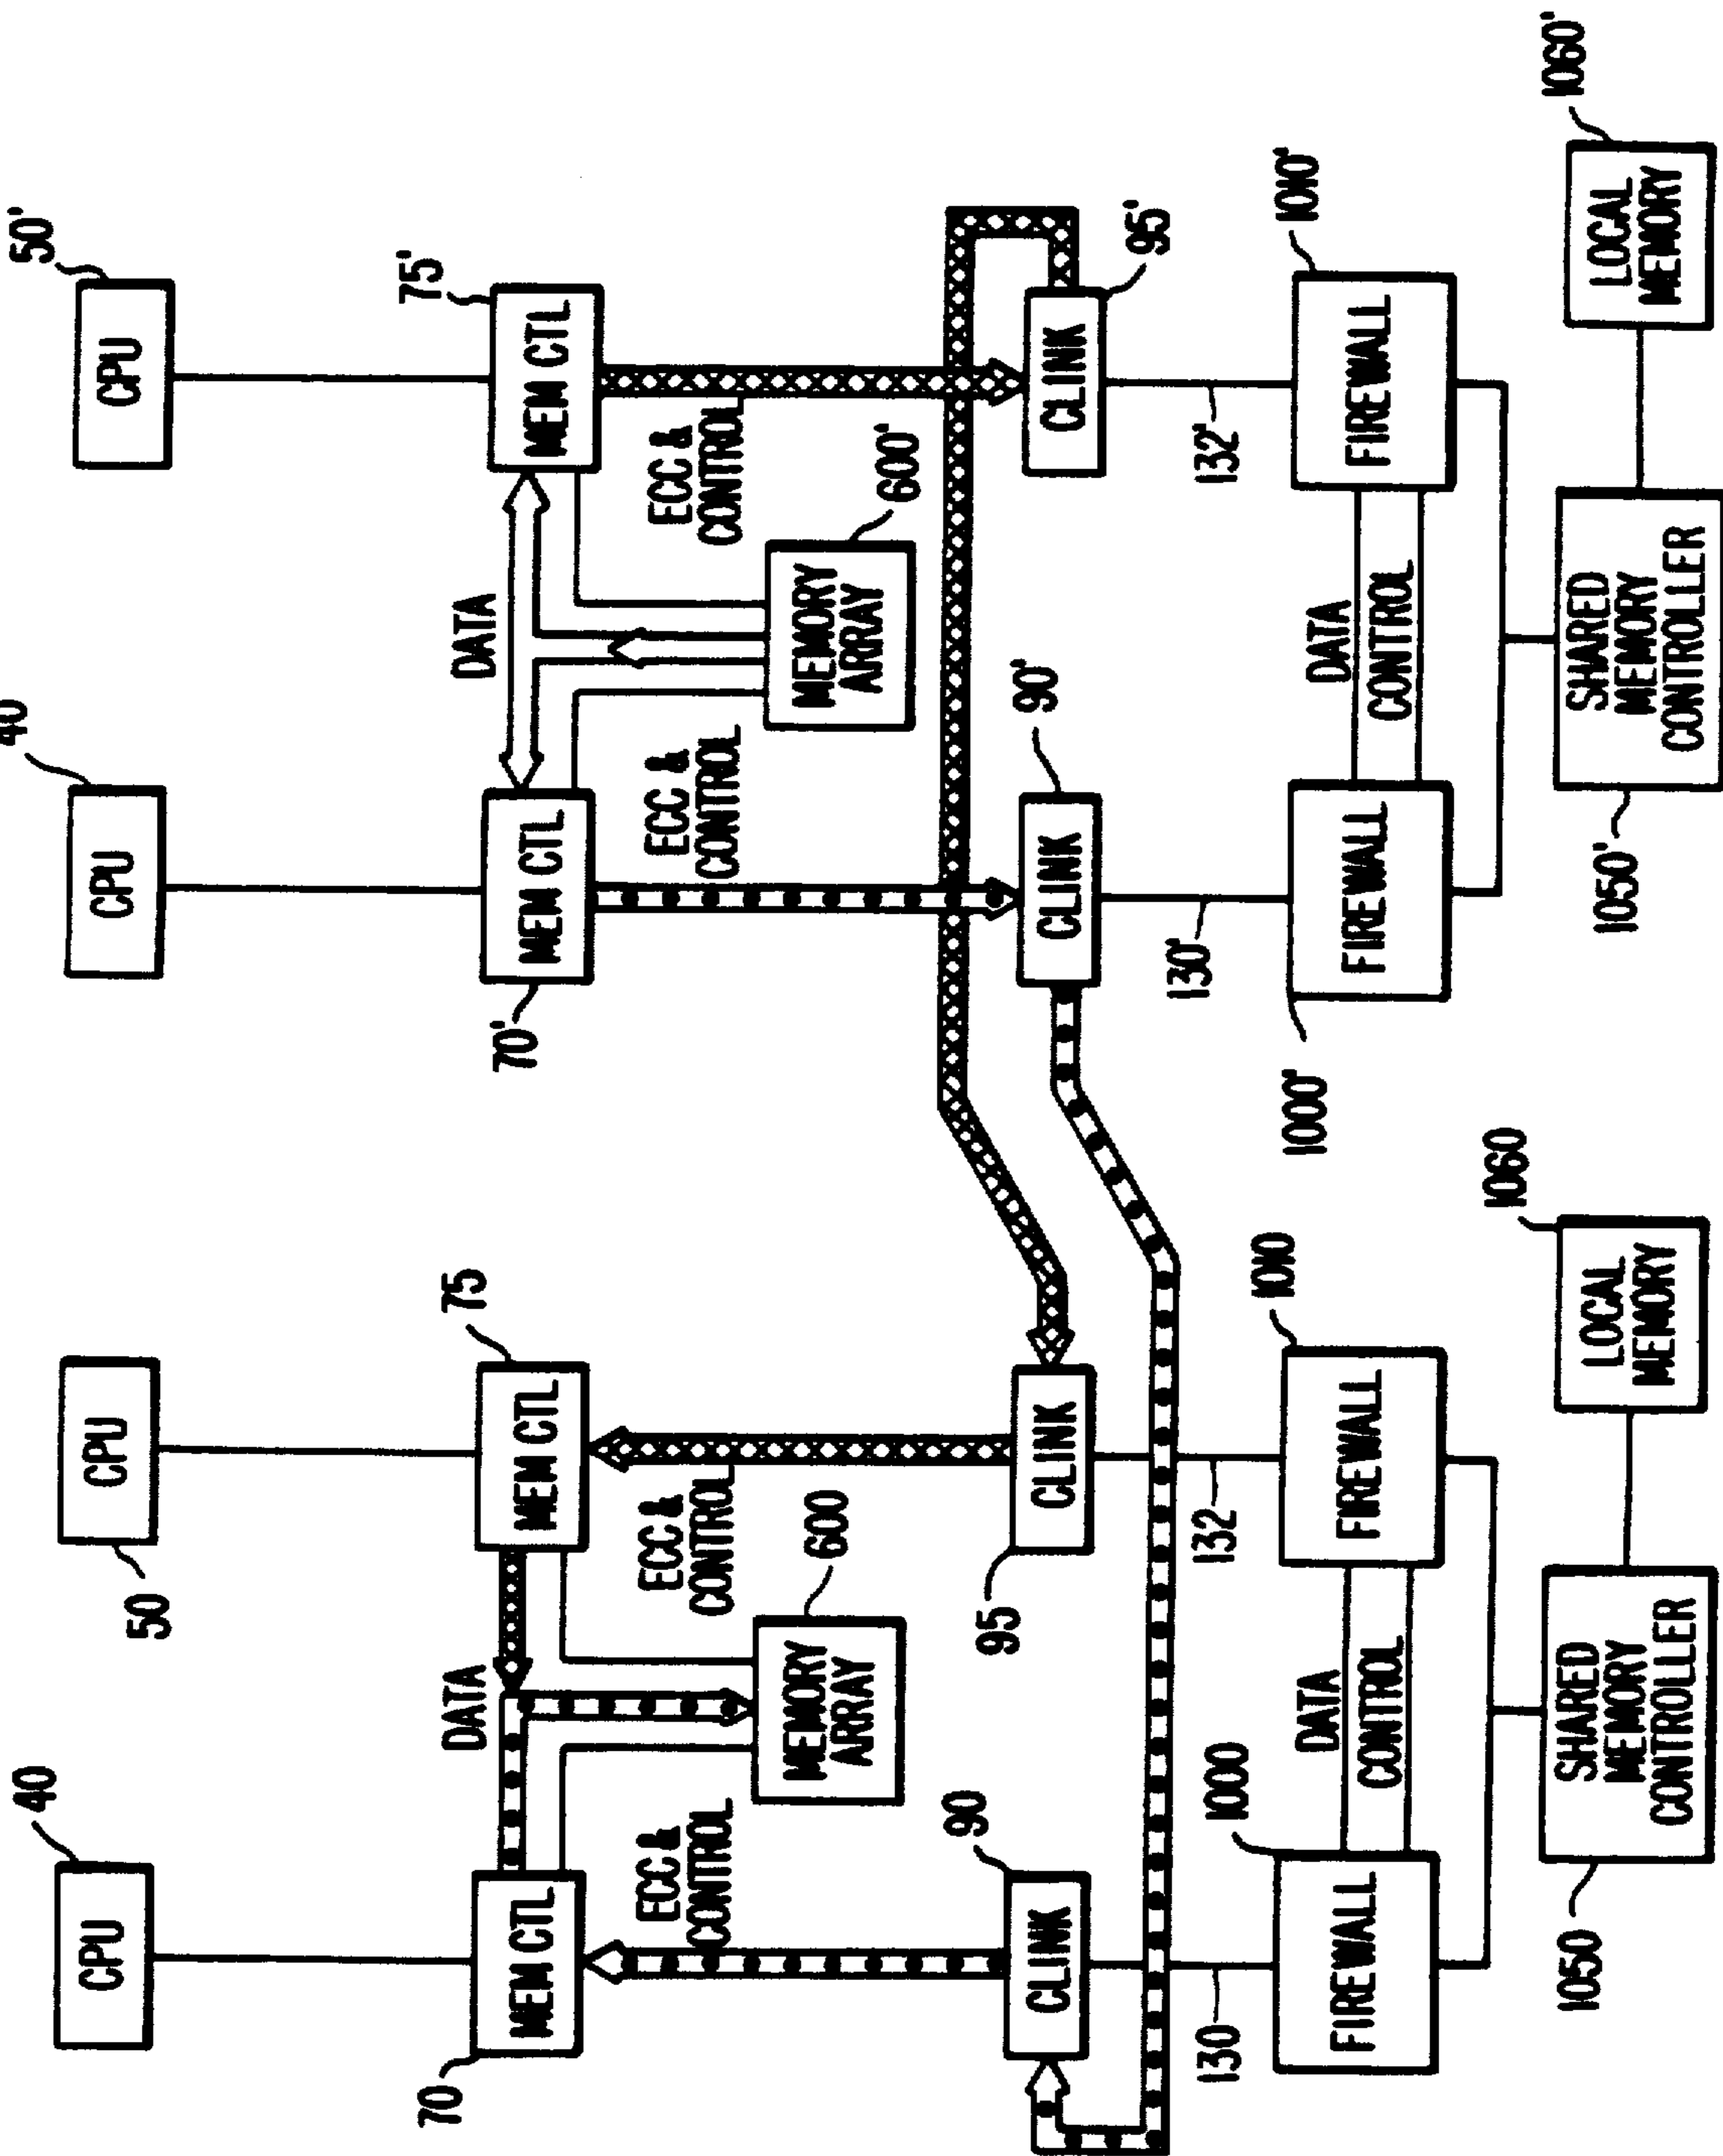 40
50
40
50'
CPU
CPU
CPU
CPU
70
75
70'
75'
MEM CTL
MEM CTL
MEM CTL
MEM CTL
DATA
DATA
ECC &
CONTROL
ECC &
CONTROL
ECC &
CONTROL
ECC &
CONTROL
600
600'
MEMORY
ARRAY
MEMORY
ARRAY
90
95
90'
95'
CLINK
CLINK
CLINK
CLINK
130
132
130'
132'
1000
1010
1000'
1010'
FIREWALL
DATA
CONTROL
FIREWALL
FIREWALL
DATA
CONTROL
FIREWALL
1050
1060
1050'
1060'
SHARED
MEMORY
CONTROLLER
LOCAL
MEMORY
SHARED
MEMORY
CONTROLLER
LOCAL
MEMORY